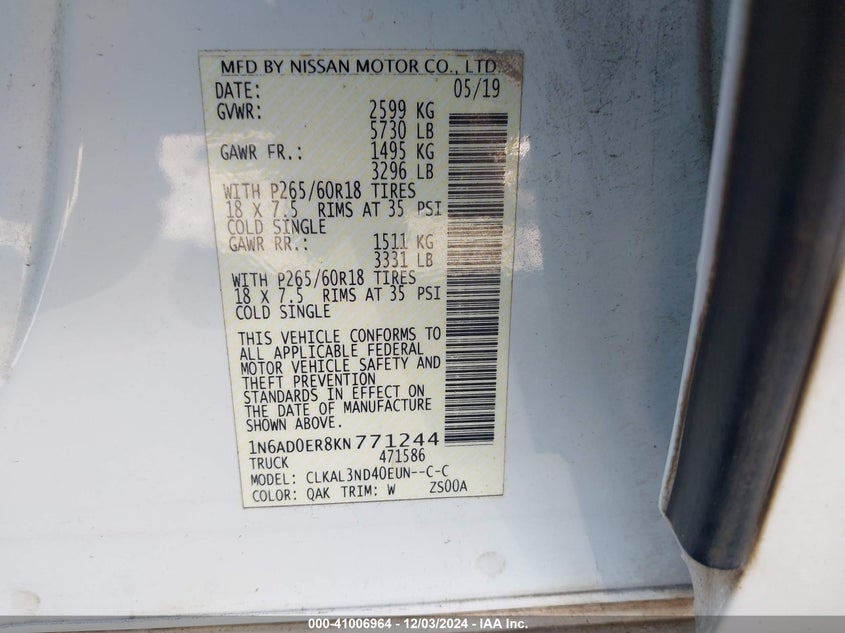 MFD BY NISSAN MOTOR CO., LTD.
DATE: 05/19
GVWR: 2599 KG
5730 LB
GAWR FR.: 1495 KG
3296 LB
WITH P265/60R18 TIRES
18 X 7.5 RIMS AT 35 PSI
COLD SINGLE
GAWR RR.: 1511 KG
3331 LB
WITH P265/60R18 TIRES
18 X 7.5 RIMS AT 35 PSI
COLD SINGLE
THIS VEHICLE CONFORMS TO
ALL APPLICABLE FEDERAL
MOTOR VEHICLE SAFETY AND
THEFT PREVENTION
STANDARDS IN EFFECT ON
THE DATE OF MANUFACTURE
SHOWN ABOVE.
1N6AD0ER8KN771244
TRUCK 471586
MODEL: CLKAL3ND40EUN--C-C
COLOR: QAK TRIM: W ZS00A
000-41006964 - 12/03/2024 - IAA Inc.